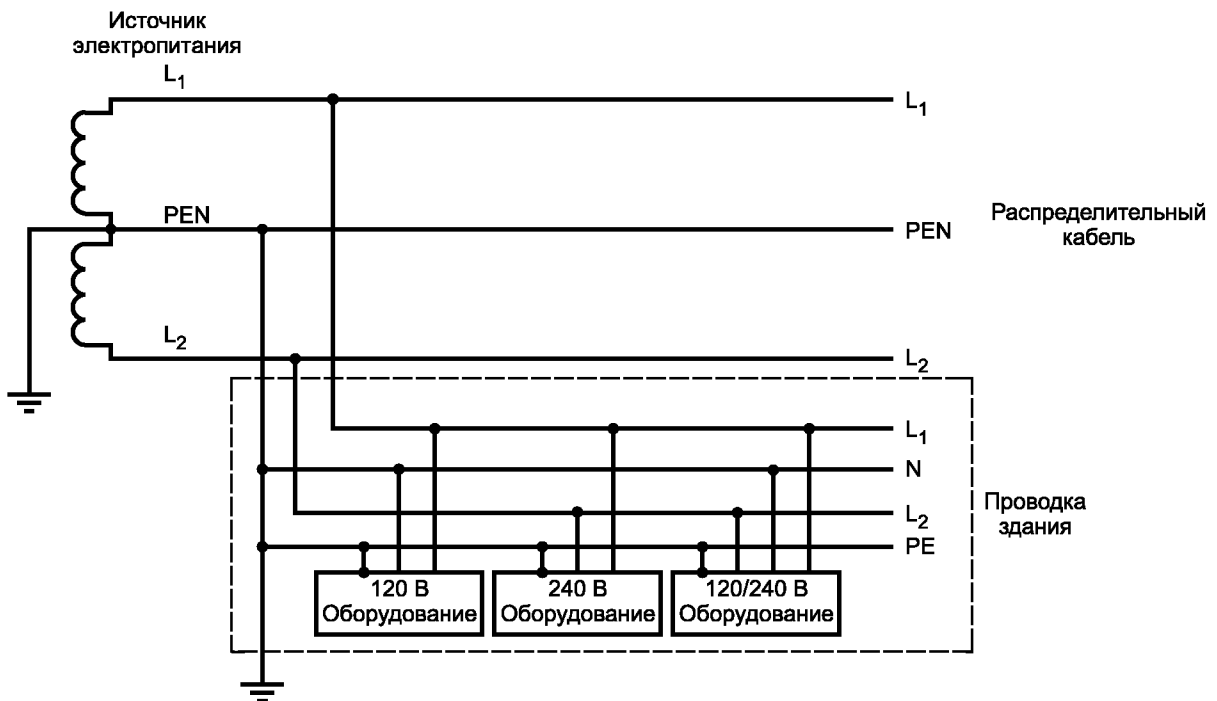 Источник
электропитания
L₁
L₁
PEN
PEN
Распределительный
кабель
L₂
L₂
L₁
N
L₂
PE
Проводка
здания
120 В
Оборудование
240 В
Оборудование
120/240 В
Оборудование